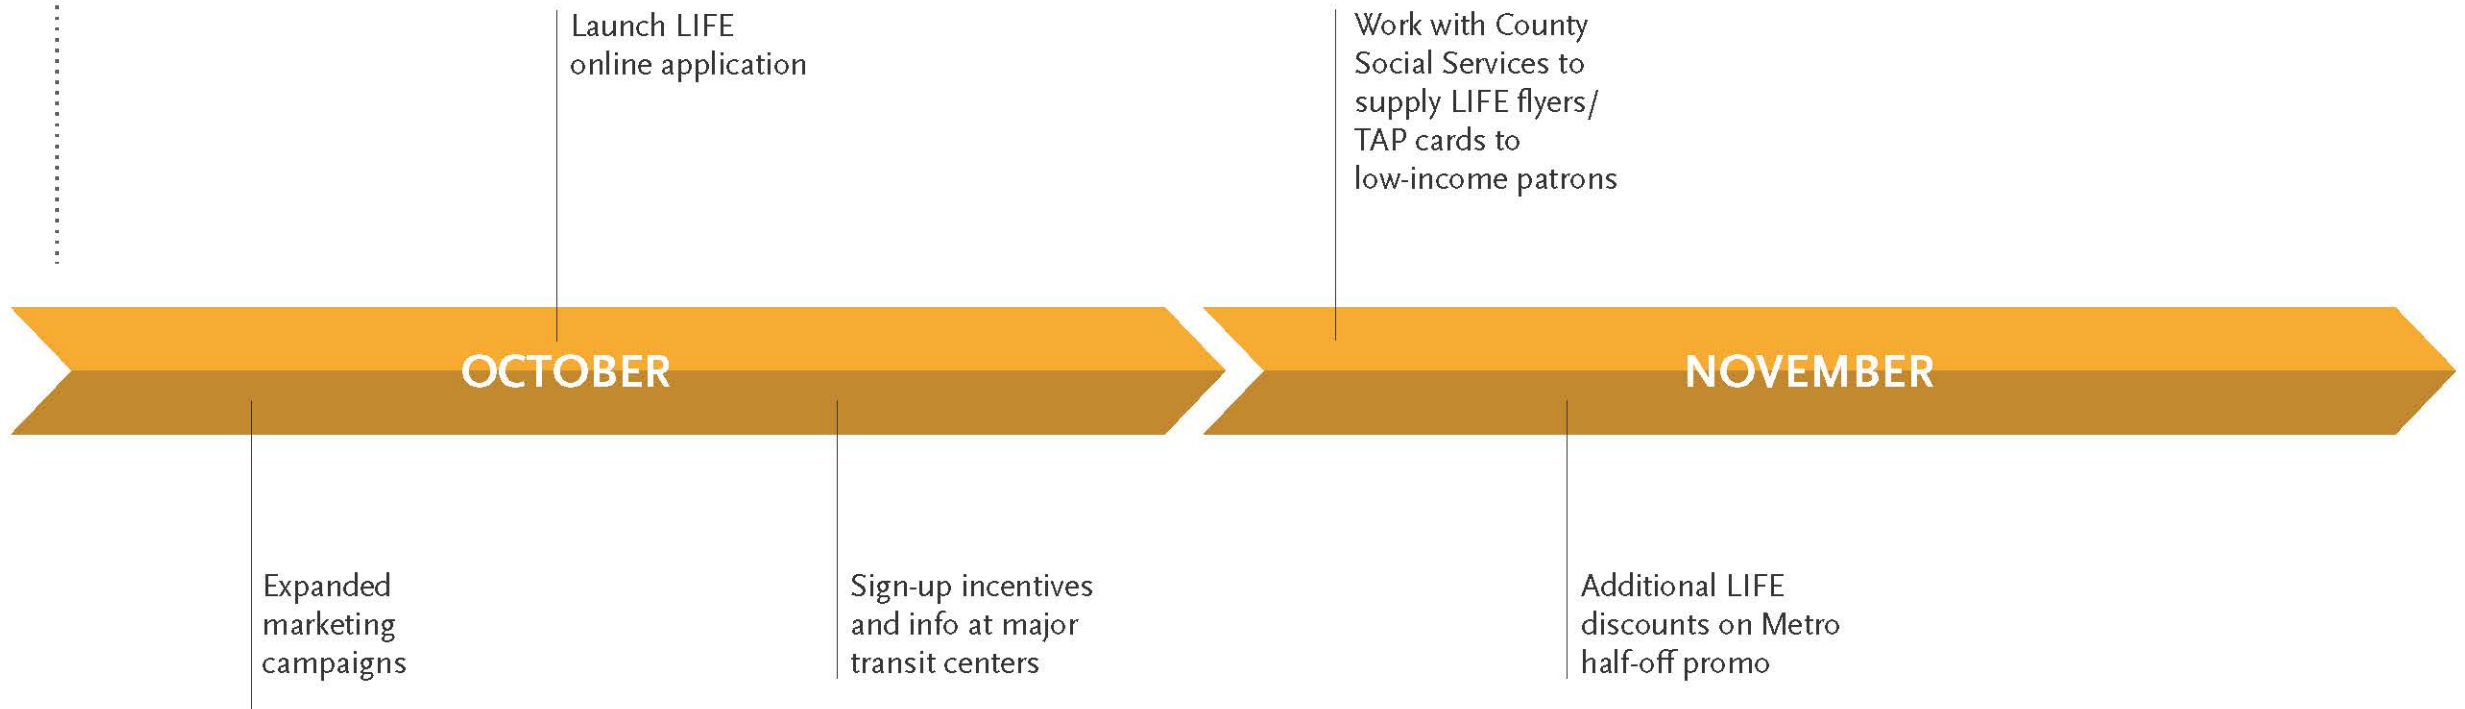 Launch LIFE
online application
Work with County
Social Services to
supply LIFE flyers/
TAP cards to
low-income patrons
OCTOBER
NOVEMBER
Expanded
marketing
campaigns
Sign-up incentives
and info at major
transit centers
Additional LIFE
discounts on Metro
half-off promo